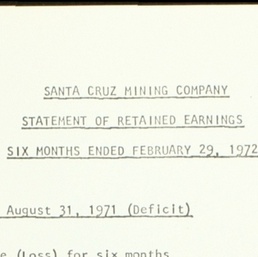 SANTA CRUZ MINING COMPANY
STATEMENT OF RETAINED EARNINGS
SIX MONTHS ENDED FEBRUARY 29, 1972
August 31, 1971 (Deficit)
(Loss) for six months